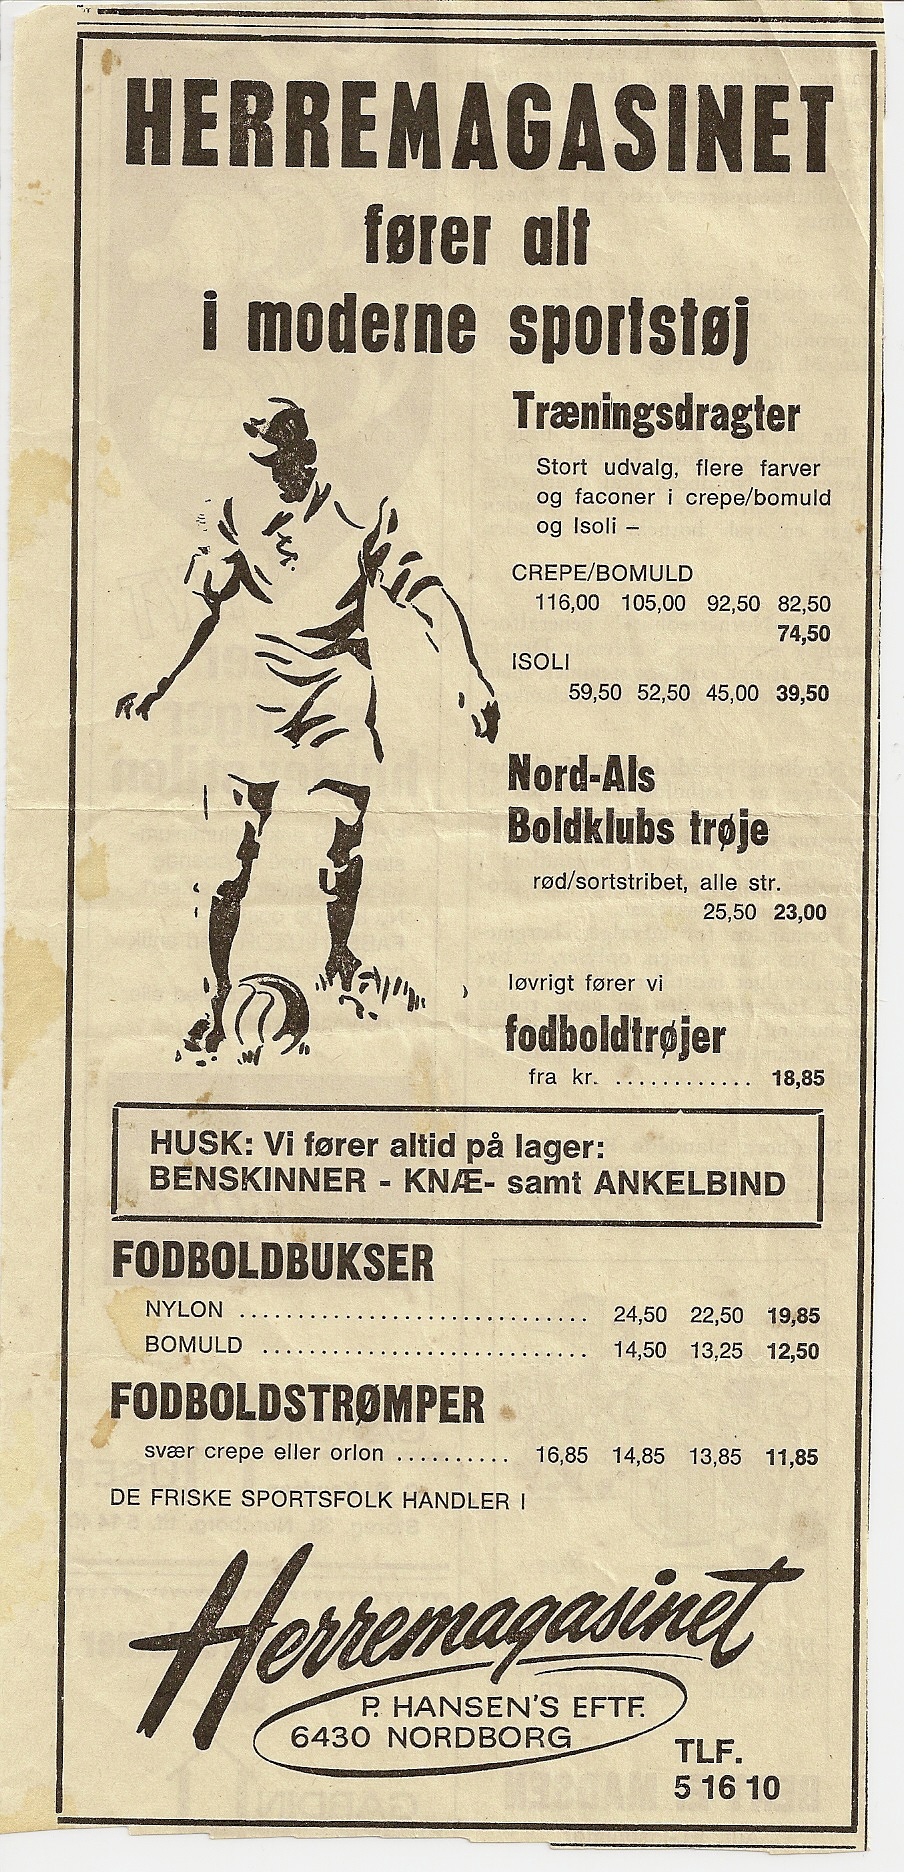 HERREMAGASINET
fører alt
i moderne sportstøj
Træningsdragter
Stort udvalg, flere farver
og faconer i crepe/bomuld
og Isoli –
CREPE/BOMULD
116,00 105,00 92,50 82,50
74,50
ISOLI
59,50 52,50 45,00 39,50
Nord-Als
Boldklubs trøje
rød/sortstribet, alle str.
25,50 23,00
Iøvrigt fører vi
fodboldtrøjer
fra kr. ............ 18,85
HUSK: Vi fører altid på lager:
BENSKINNER - KNÆ- samt ANKELBIND
FODBOLDBUKSER
NYLON .............................. 24,50 22,50 19,85
BOMULD ............................ 14,50 13,25 12,50
FODBOLDSTRØMPER
svær crepe eller orlon .......... 16,85 14,85 13,85 11,85
DE FRISKE SPORTSFOLK HANDLER I
Herremagasinet
P. HANSEN'S EFTF.
6430 NORDBORG
TLF.
5 16 10